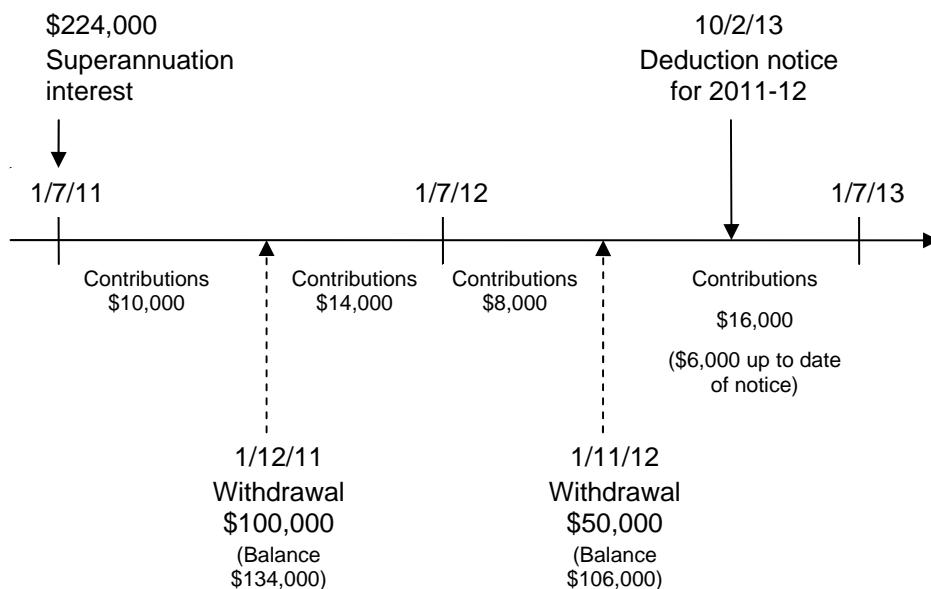 $224,000
Superannuation
interest
10/2/13
Deduction notice
for 2011-12
1/7/11
1/7/12
1/7/13
Contributions
$10,000
Contributions
$14,000
Contributions
$8,000
Contributions
$16,000
($6,000 up to date
of notice)
1/12/11
Withdrawal
$100,000
(Balance
$134,000)
1/11/12
Withdrawal
$50,000
(Balance
$106,000)